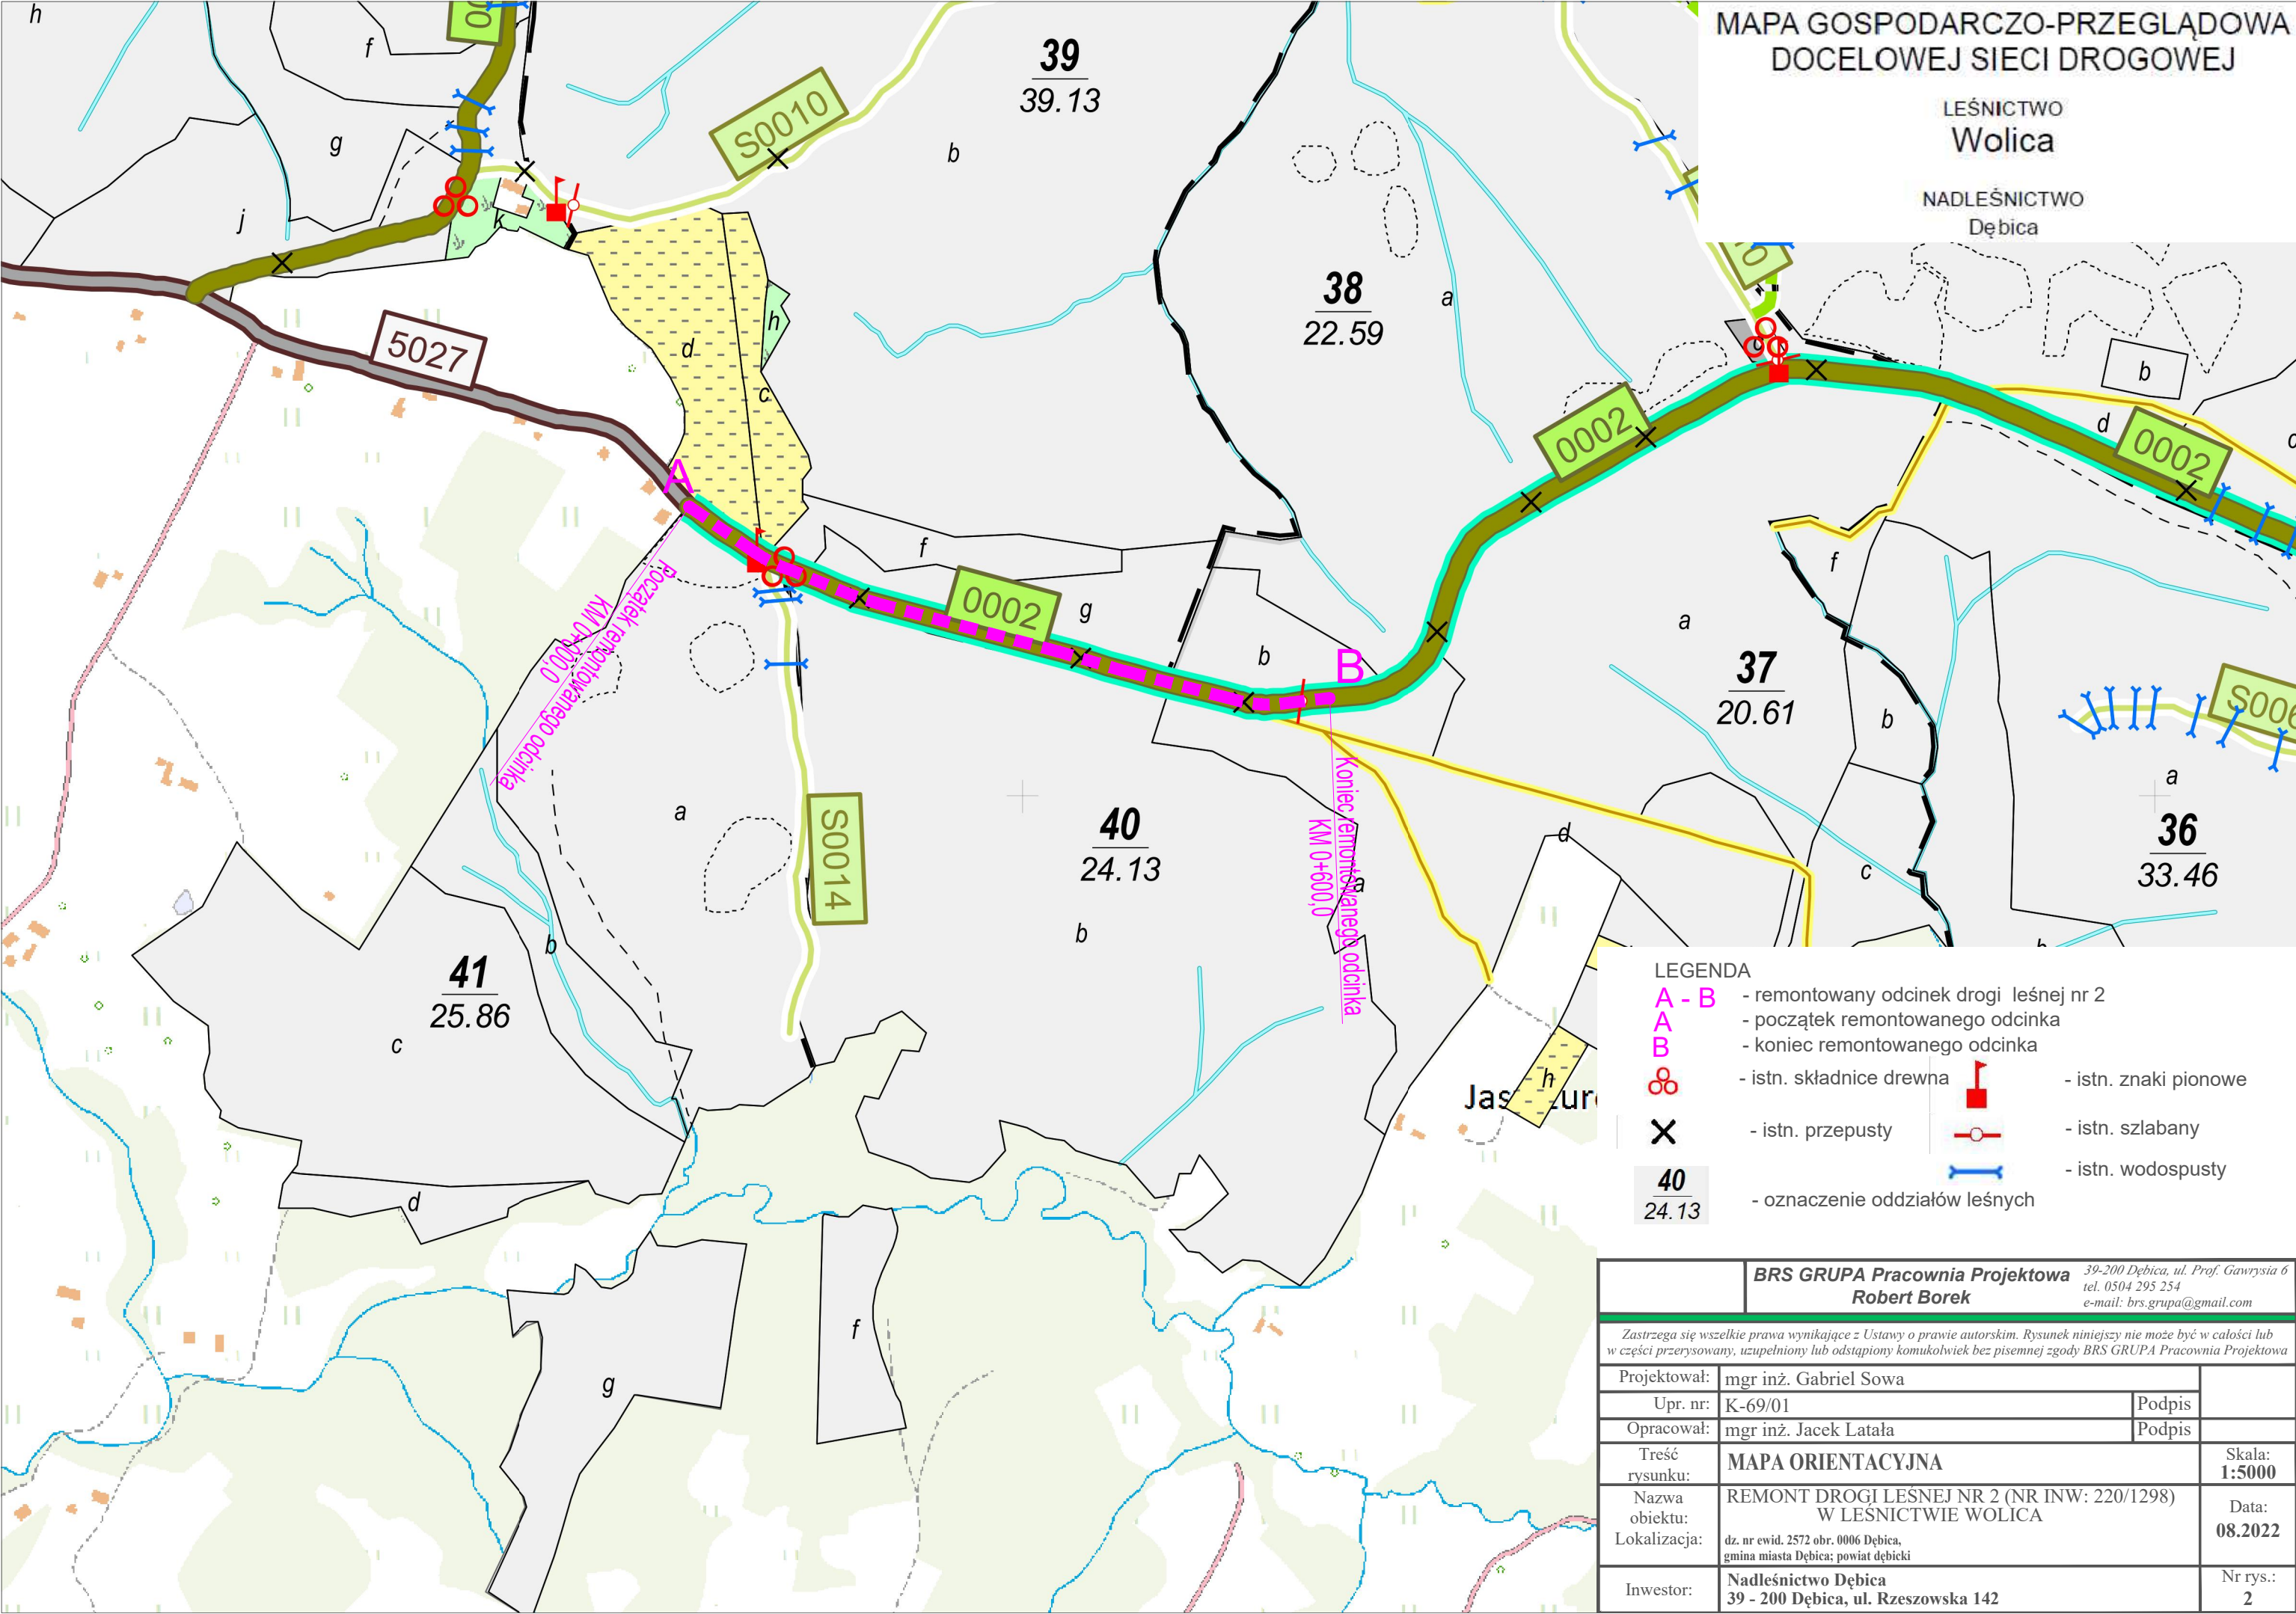 MAPA GOSPODARCZO-PRZEGLĄDOWA
DOCELOWEJ SIECI DROGOWEJ
LEŚNICTWO
Wolica
NADLEŚNICTWO
Dębica
h
f
g
j
k
S0010
39
39.13
b
38
22.59
a
5027
d
h
c
A
0002
b
d
0002
f
0002
g
b
B
a
f
37
20.61
b
S006
a
36
33.46
c
Początek remontowanego odcinka
KM 0+000,0
Koniec remontowanego odcinka
KM 0+600,0
a
S0014
40
24.13
b
a
d
h
41
25.86
b
c
d
f
g
LEGENDA
A - B - remontowany odcinek drogi leśnej nr 2
A - początek remontowanego odcinka
B - koniec remontowanego odcinka
- istn. składnice drewna
- istn. znaki pionowe
- istn. przepusty
- istn. szlabany
- istn. wodospusty
40
24.13
- oznaczenie oddziałów leśnych
BRS GRUPA Pracownia Projektowa
Robert Borek
39-200 Dębica, ul. Prof. Gawrysia 6
tel. 0504 295 254
e-mail: brs.grupa@gmail.com
Zastrzega się wszelkie prawa wynikające z Ustawy o prawie autorskim. Rysunek niniejszy nie może być w całości lub
w części przerysowany, uzupełniony lub odstąpiony komukolwiek bez pisemnej zgody BRS GRUPA Pracownia Projektowa
Projektował: mgr inż. Gabriel Sowa
Upr. nr: K-69/01 Podpis
Opracował: mgr inż. Jacek Latała Podpis
Treść
rysunku:
MAPA ORIENTACYJNA
Skala:
1:5000
Nazwa
obiektu:
REMONT DROGI LEŚNEJ NR 2 (NR INW: 220/1298)
W LEŚNICTWIE WOLICA
Lokalizacja:
dz. nr ewid. 2572 obr. 0006 Dębica,
gmina miasta Dębica; powiat dębicki
Data:
08.2022
Inwestor:
Nadleśnictwo Dębica
39 - 200 Dębica, ul. Rzeszowska 142
Nr rys.:
2